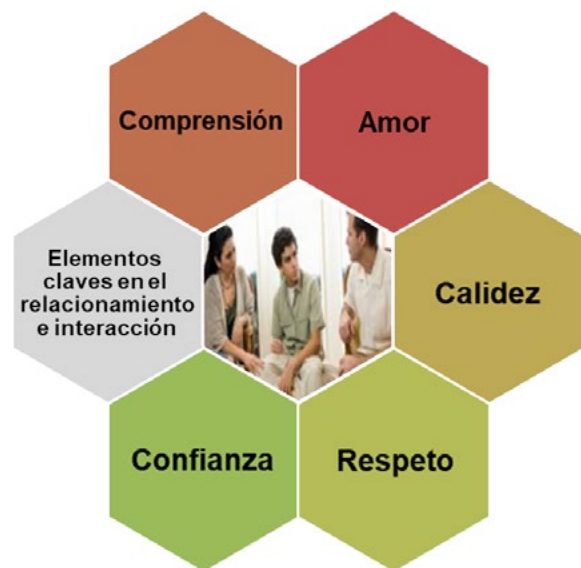 Comprensión
Amor
Elementos
claves en el
relacionamiento
e interacción
Calidez
Confianza
Respeto